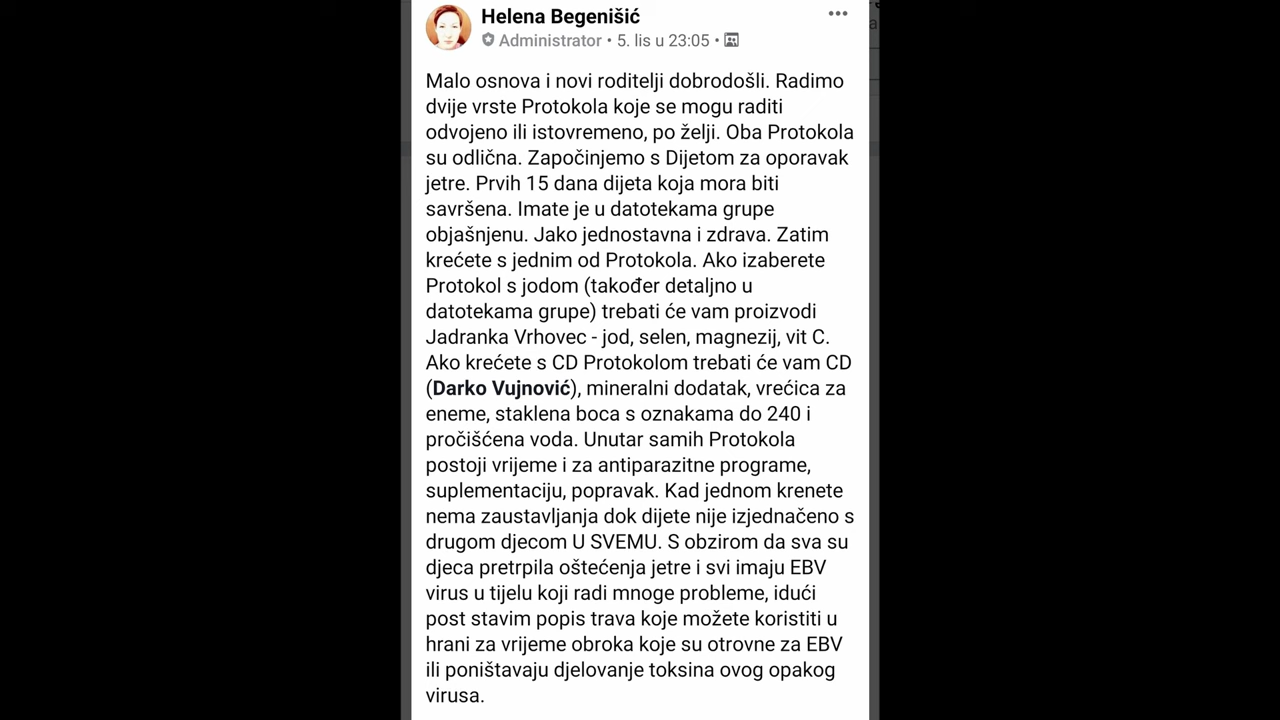 Helena Begenišić
Administrator • 5. lis u 23:05 •
Malo osnova i novi roditelji dobrodošli. Radimo
dvije vrste Protokola koje se mogu raditi
odvojeno ili istovremeno, po želji. Oba Protokola
su odlična. Započinjemo s Dijetom za oporavak
jetre. Prvih 15 dana dijeta koja mora biti
savršena. Imate je u datotekama grupe
objašnjenu. Jako jednostavna i zdrava. Zatim
krećete s jednim od Protokola. Ako izaberete
Protokol s jodom (također detaljno u
datotekama grupe) trebati će vam proizvodi
Jadranka Vrhovec - jod, selen, magnezij, vit C.
Ako krećete s CD Protokolom trebati će vam CD
(Darko Vujnović), mineralni dodatak, vrećica za
eneme, staklena boca s oznakama do 240 i
pročišćena voda. Unutar samih Protokola
postoji vrijeme i za antiparazitne programe,
suplementaciju, popravak. Kad jednom krenete
nema zaustavljanja dok dijete nije izjednačeno s
drugom djecom U SVEMU. S obzirom da sva su
djeca pretrpila oštećenja jetre i svi imaju EBV
virus u tijelu koji radi mnoge probleme, idući
post stavim popis trava koje možete koristiti u
hrani za vrijeme obroka koje su otrovne za EBV
ili poništavaju djelovanje toksina ovog opakog
virusa.